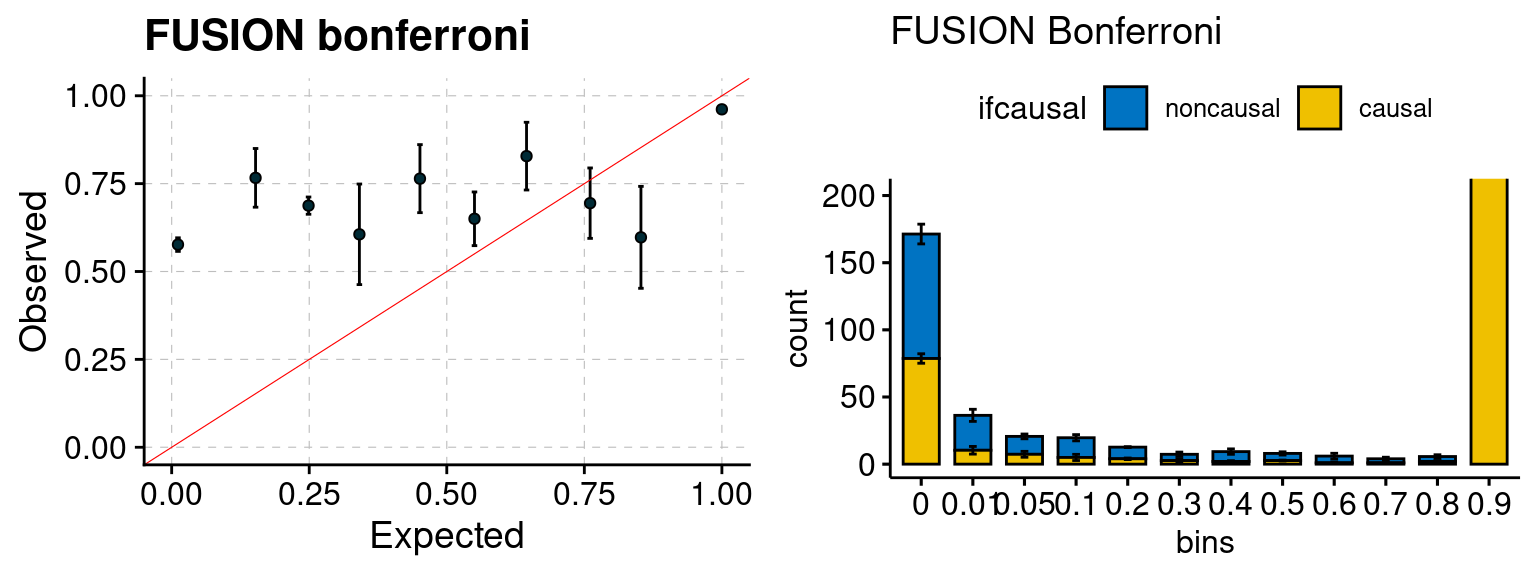 FUSION bonferroni
Observed
1.00
0.75
0.50
0.25
0.00
0.00 0.25 0.50 0.75 1.00
Expected
FUSION Bonferroni
ifcausal noncausal causal
count
200
150
100
50
0
0 0.01 0.05 0.1 0.2 0.3 0.4 0.5 0.6 0.7 0.8 0.9
bins